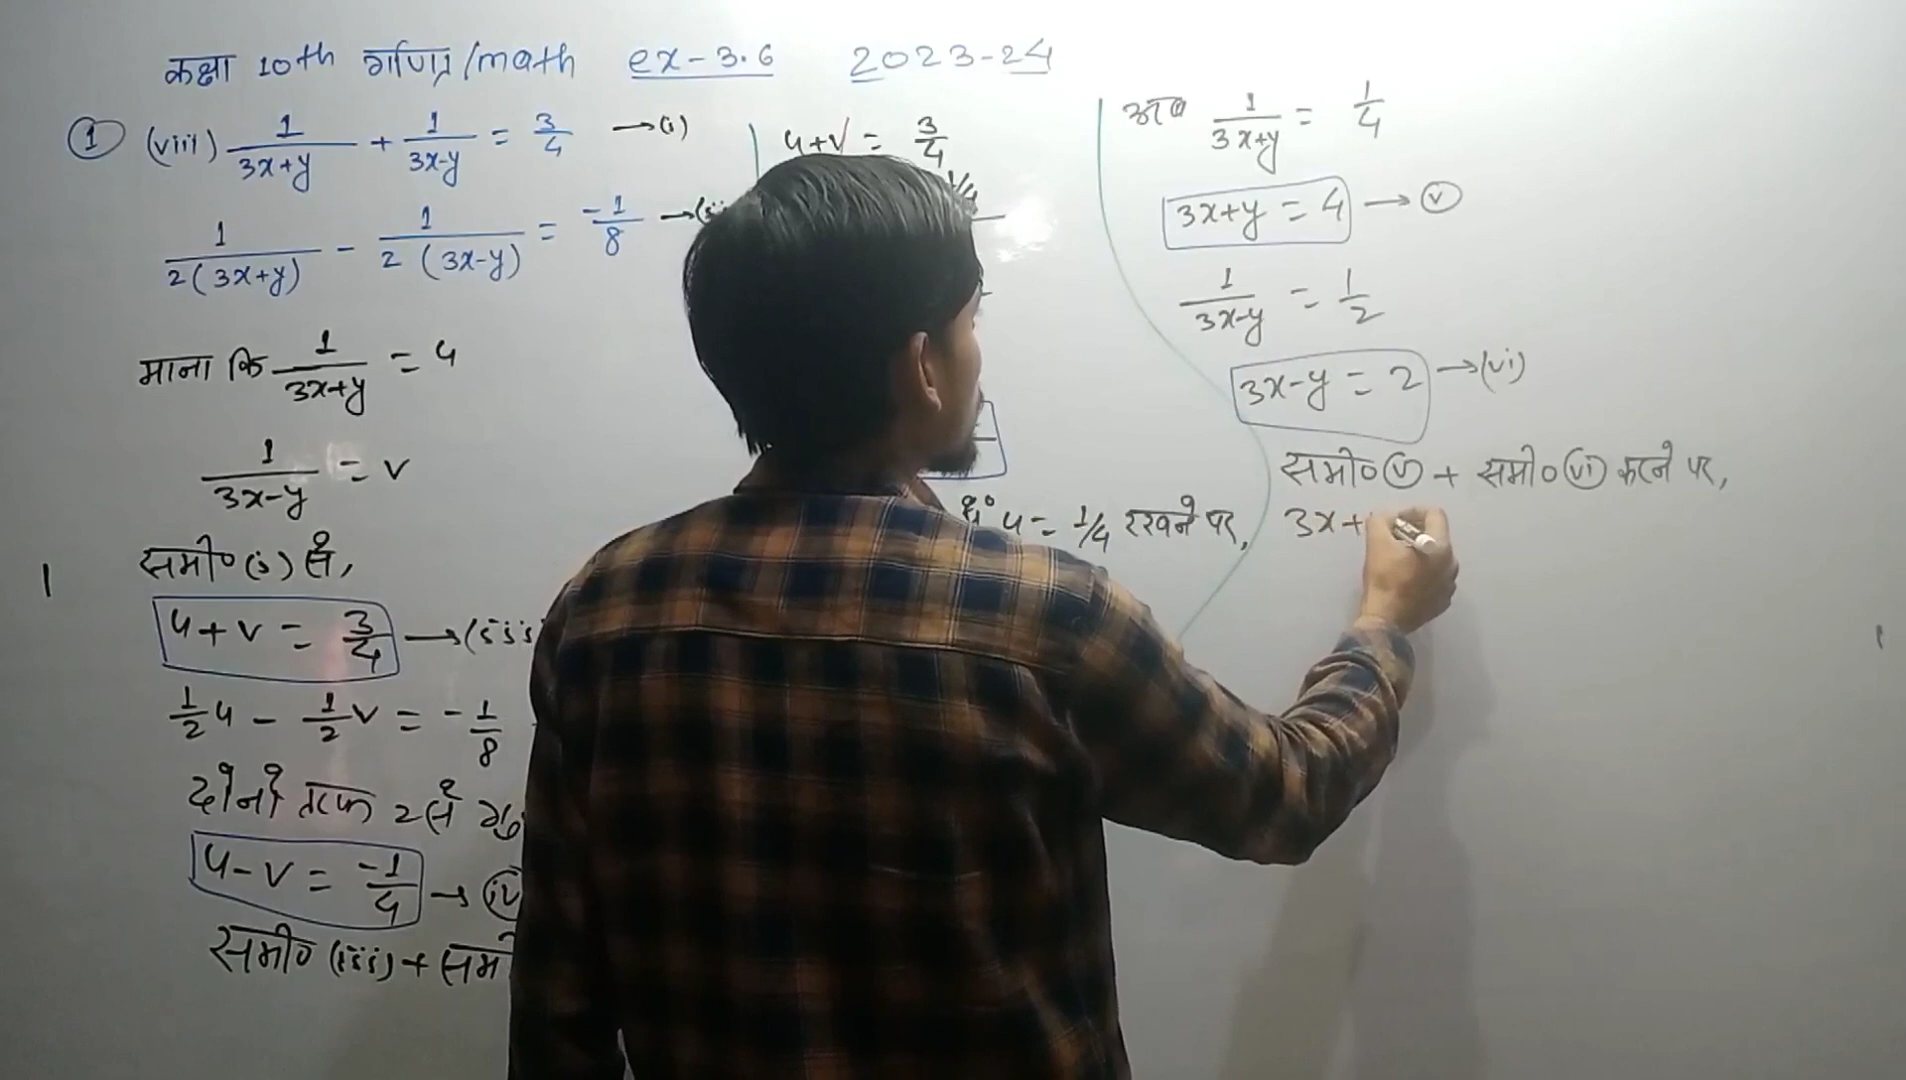 कक्षा 10th गणित/math ex-3.6 2023-24
① (viii) 1/(3x+y) + 1/(3x-y) = 3/4 →(i)
1/(2(3x+y)) - 1/(2(3x-y)) = -1/8
माना कि 1/(3x+y) = u
1/(3x-y) = v
समी० (i) से,
u+v = 3/4 →(iii
1/2 u - 1/2 v = -1/8
दोनों तरफ 2 से
u-v = -1/4 → (iv
समी० (iii) +
u+v = 3/4
u = 1/4 रखने पर,
अब 1/(3x+y) = 1/4
3x+y = 4 → Ⓥ
1/(3x-y) = 1/2
3x-y = 2 →(vi)
समी० Ⓥ + समी० (vi) करने पर,
3x+